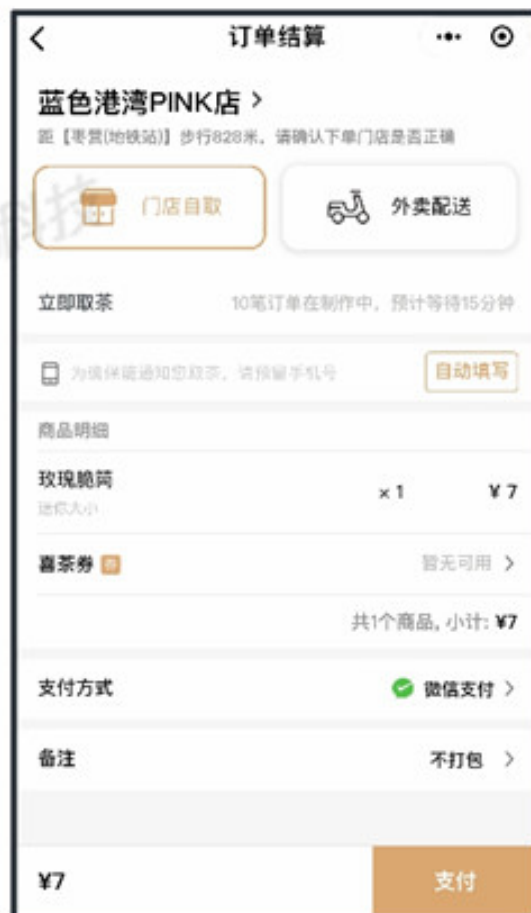 订单结算
蓝色港湾PINK店
距【枣营(地铁站)】步行828米，请确认下单门店是否正确
门店自取
外卖配送
科技
立即取茶 10笔订单在制作中，预计等待15分钟
为确保能通知您取茶，请预留手机号 自动填写
商品明细
玫瑰脆筒 ×1 ¥7
迷你大小
喜茶券 券 暂无可用
共1个商品, 小计: ¥7
支付方式 微信支付
备注 不打包
¥7 支付